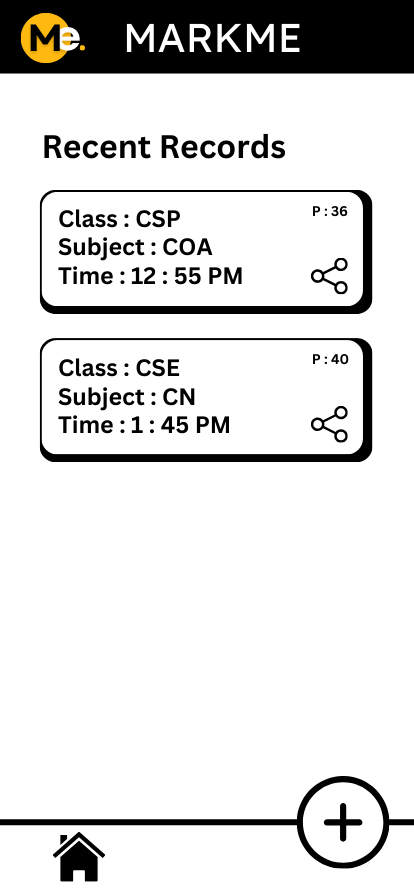 Me.
MARKME
Recent Records
Class : CSP
P : 36
Subject : COA
Time : 12 : 55 PM
Class : CSE
P : 40
Subject : CN
Time : 1 : 45 PM